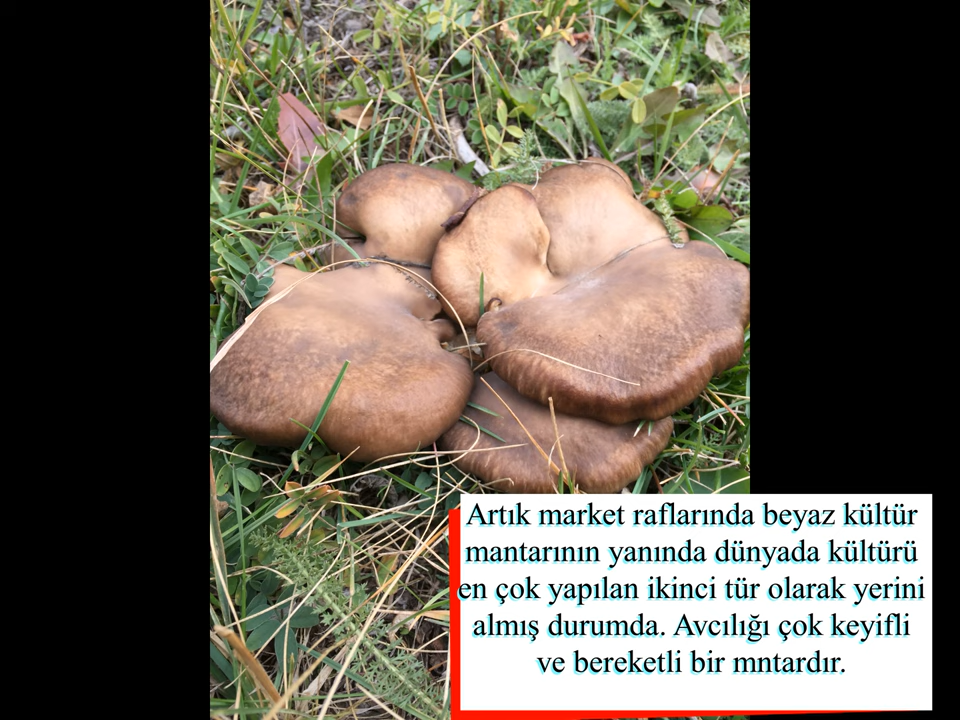 Artık market raflarında beyaz kültür
mantarının yanında dünyada kültürü
en çok yapılan ikinci tür olarak yerini
almış durumda. Avcılığı çok keyifli
ve bereketli bir mntardır.